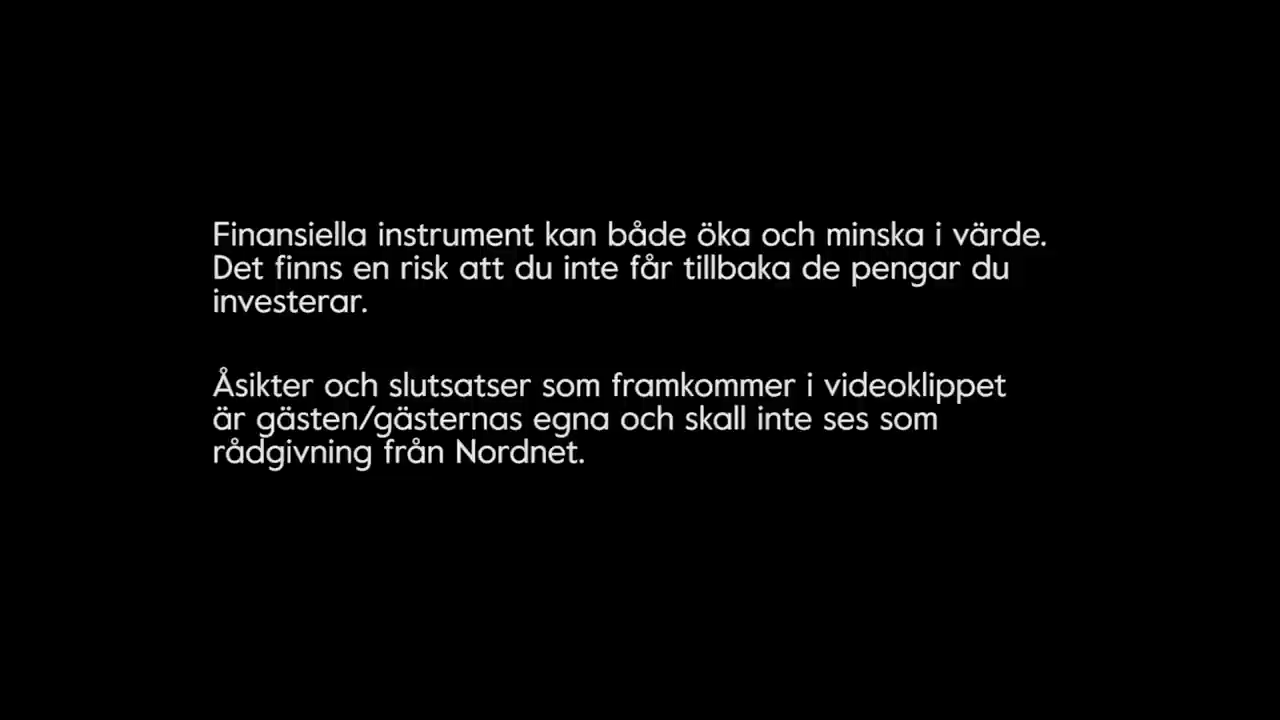 Finansiella instrument kan både öka och minska i värde.
Det finns en risk att du inte får tillbaka de pengar du
investerar.
Åsikter och slutsatser som framkommer i videoklippet
är gästen/gästernas egna och skall inte ses som
rådgivning från Nordnet.